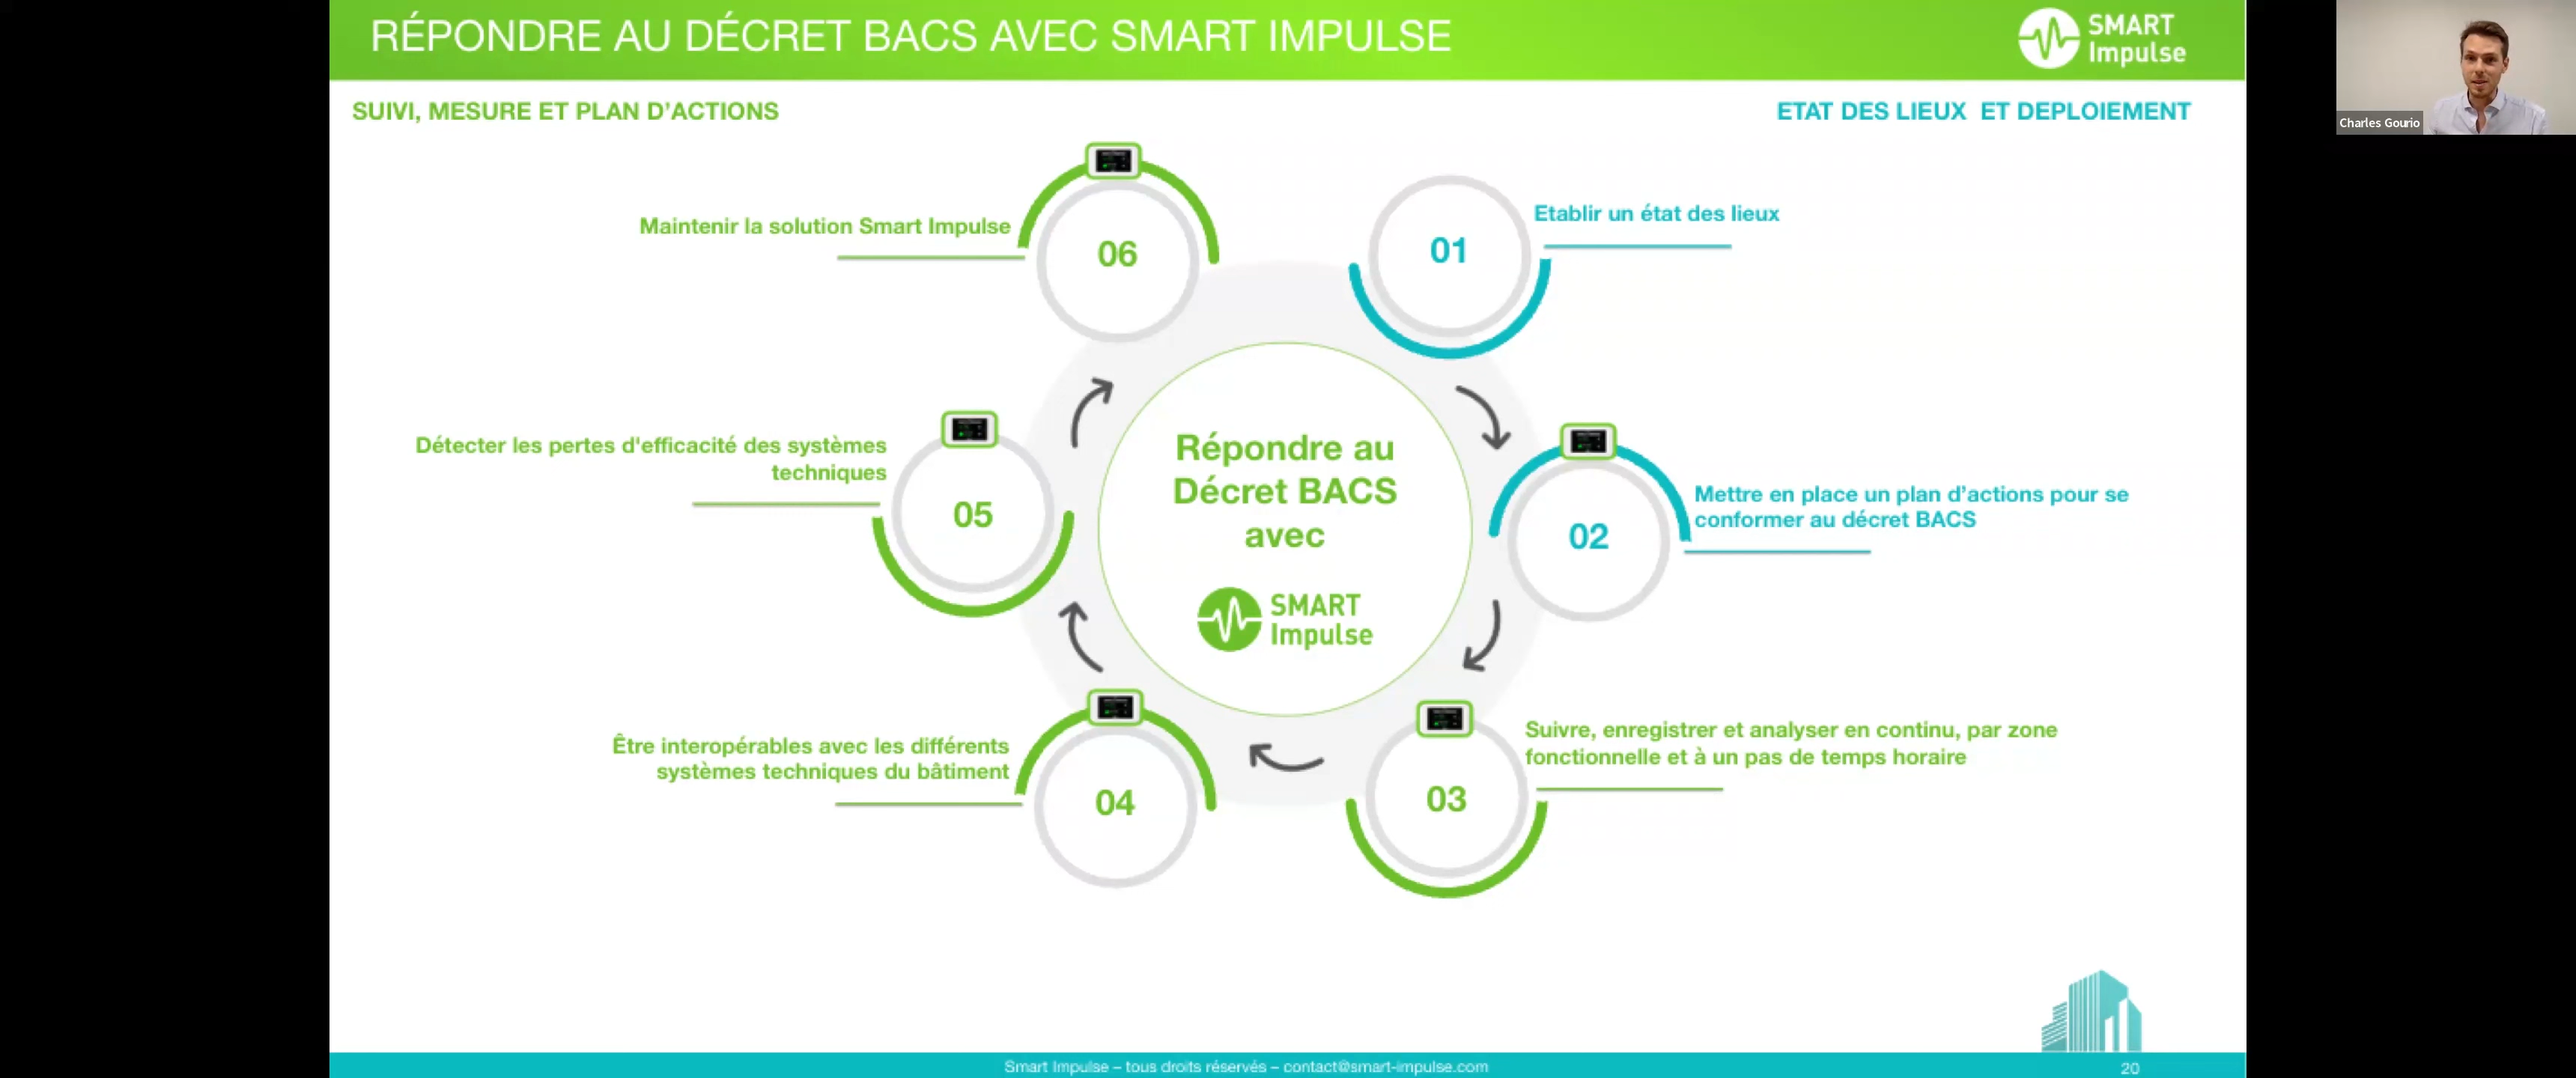 RÉPONDRE AU DÉCRET BACS AVEC SMART IMPULSE
SMART
Impulse
Charles Gourio
SUIVI, MESURE ET PLAN D'ACTIONS
ETAT DES LIEUX ET DEPLOIEMENT
01
Etablir un état des lieux
02
Mettre en place un plan d'actions pour se
conformer au décret BACS
03
Suivre, enregistrer et analyser en continu, par zone
fonctionnelle et à un pas de temps horaire
04
Être interopérables avec les différents
systèmes techniques du bâtiment
05
Détecter les pertes d'efficacité des systèmes
techniques
06
Maintenir la solution Smart Impulse
Répondre au
Décret BACS
avec
SMART
Impulse
Smart Impulse – tous droits réservés – contact@smart-impulse.com
20